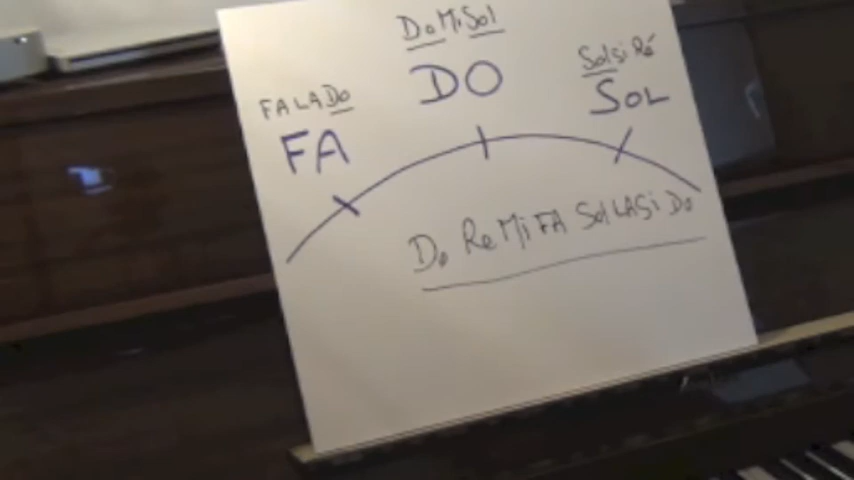 DoMiSol
DO
SolSiRé
SOL
FALADo
FA
Do Re Mi FA Sol LA Si Do